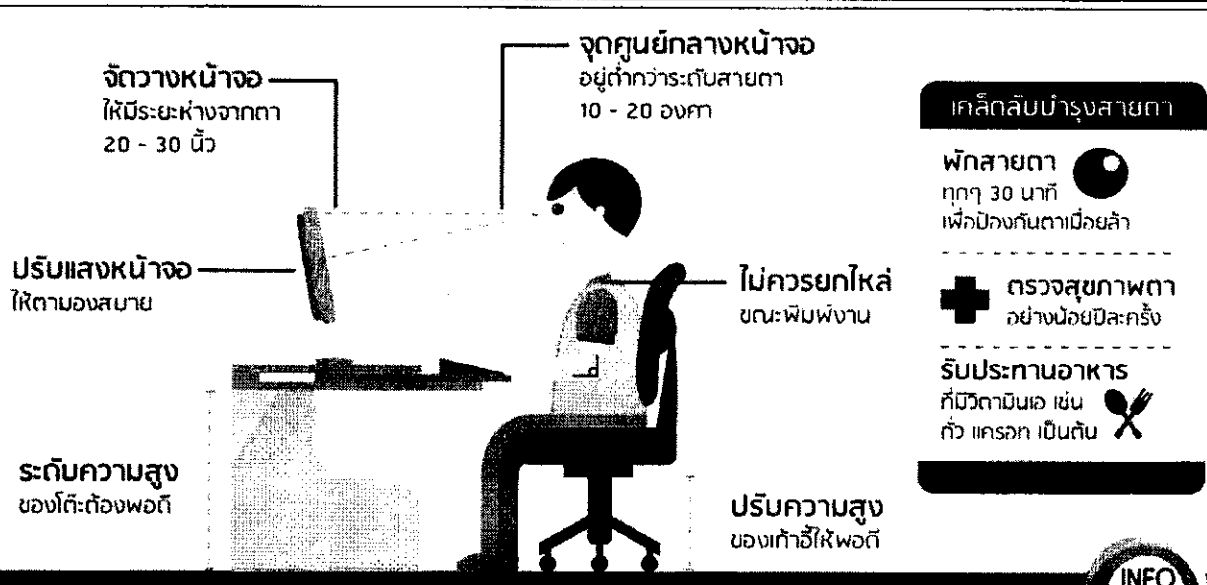 จุดศูนย์กลางหน้าจอ
อยู่ต่ำกว่าระดับสายตา
10 - 20 องศา
จัดวางหน้าจอ
ให้มีระยะห่างจากตา
20 - 30 นิ้ว
ปรับแสงหน้าจอ
ให้ตามองสบาย
ไม่ควรยกไหล่
ขณะพิมพ์งาน
ระดับความสูง
ของโต๊ะต้องพอดี
ปรับความสูง
ของเก้าอี้ให้พอดี
เคล็ดลับบำรุงสายตา
พักสายตา
ทุกๆ 30 นาที
เพื่อป้องกันตาเมื่อยล้า
ตรวจสุขภาพตา
อย่างน้อยปีละครั้ง
รับประทานอาหาร
ที่มีวิตามินเอ เช่น
ถั่ว แครอท เป็นต้น
INFO